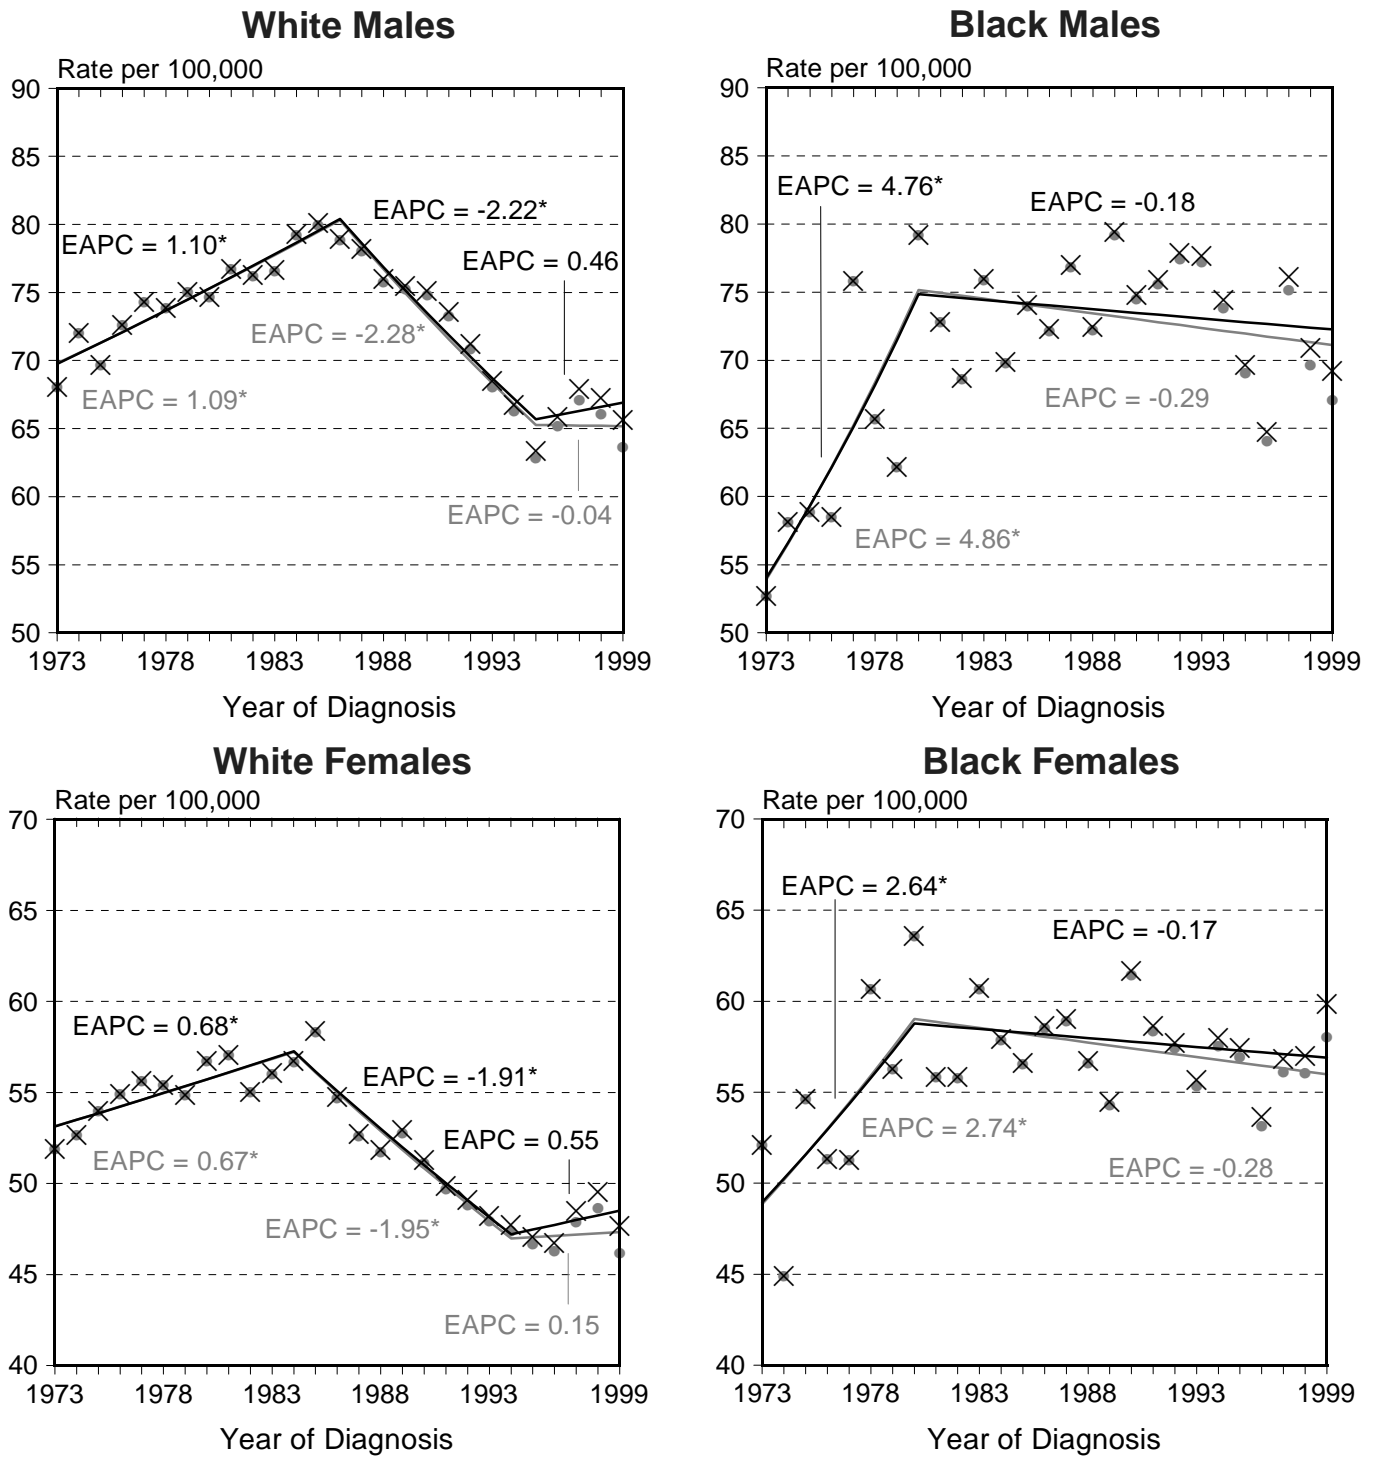 White Males
Rate per 100,000
90
85
80
75
70
65
60
55
50
EAPC = 1.10*
EAPC = -2.22*
EAPC = 0.46
EAPC = -2.28*
EAPC = 1.09*
EAPC = -0.04
1973 1978 1983 1988 1993 1999
Year of Diagnosis
Black Males
Rate per 100,000
90
85
80
75
70
65
60
55
50
EAPC = 4.76*
EAPC = -0.18
EAPC = -0.29
EAPC = 4.86*
1973 1978 1983 1988 1993 1999
Year of Diagnosis
White Females
Rate per 100,000
70
65
60
55
50
45
40
EAPC = 0.68*
EAPC = -1.91*
EAPC = 0.55
EAPC = 0.67*
EAPC = -1.95*
EAPC = 0.15
1973 1978 1983 1988 1993 1999
Year of Diagnosis
Black Females
Rate per 100,000
70
65
60
55
50
45
40
EAPC = 2.64*
EAPC = -0.17
EAPC = 2.74*
EAPC = -0.28
1973 1978 1983 1988 1993 1999
Year of Diagnosis